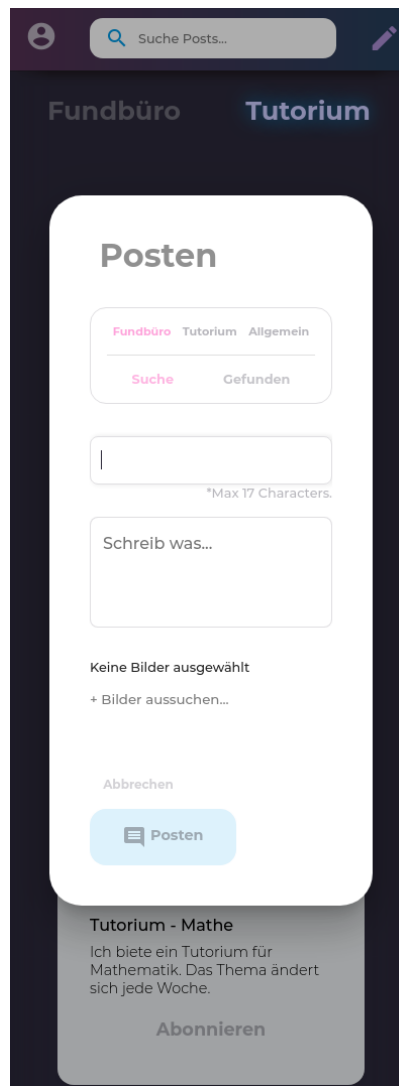 Suche Posts...
Fundbüro Tutorium
Posten
Fundbüro Tutorium Allgemein
Suche Gefunden
*Max 17 Characters.
Schreib was...
Keine Bilder ausgewählt
+ Bilder aussuchen...
Abbrechen
Posten
Tutorium - Mathe
Ich biete ein Tutorium für
Mathematik. Das Thema ändert
sich jede Woche.
Abonnieren